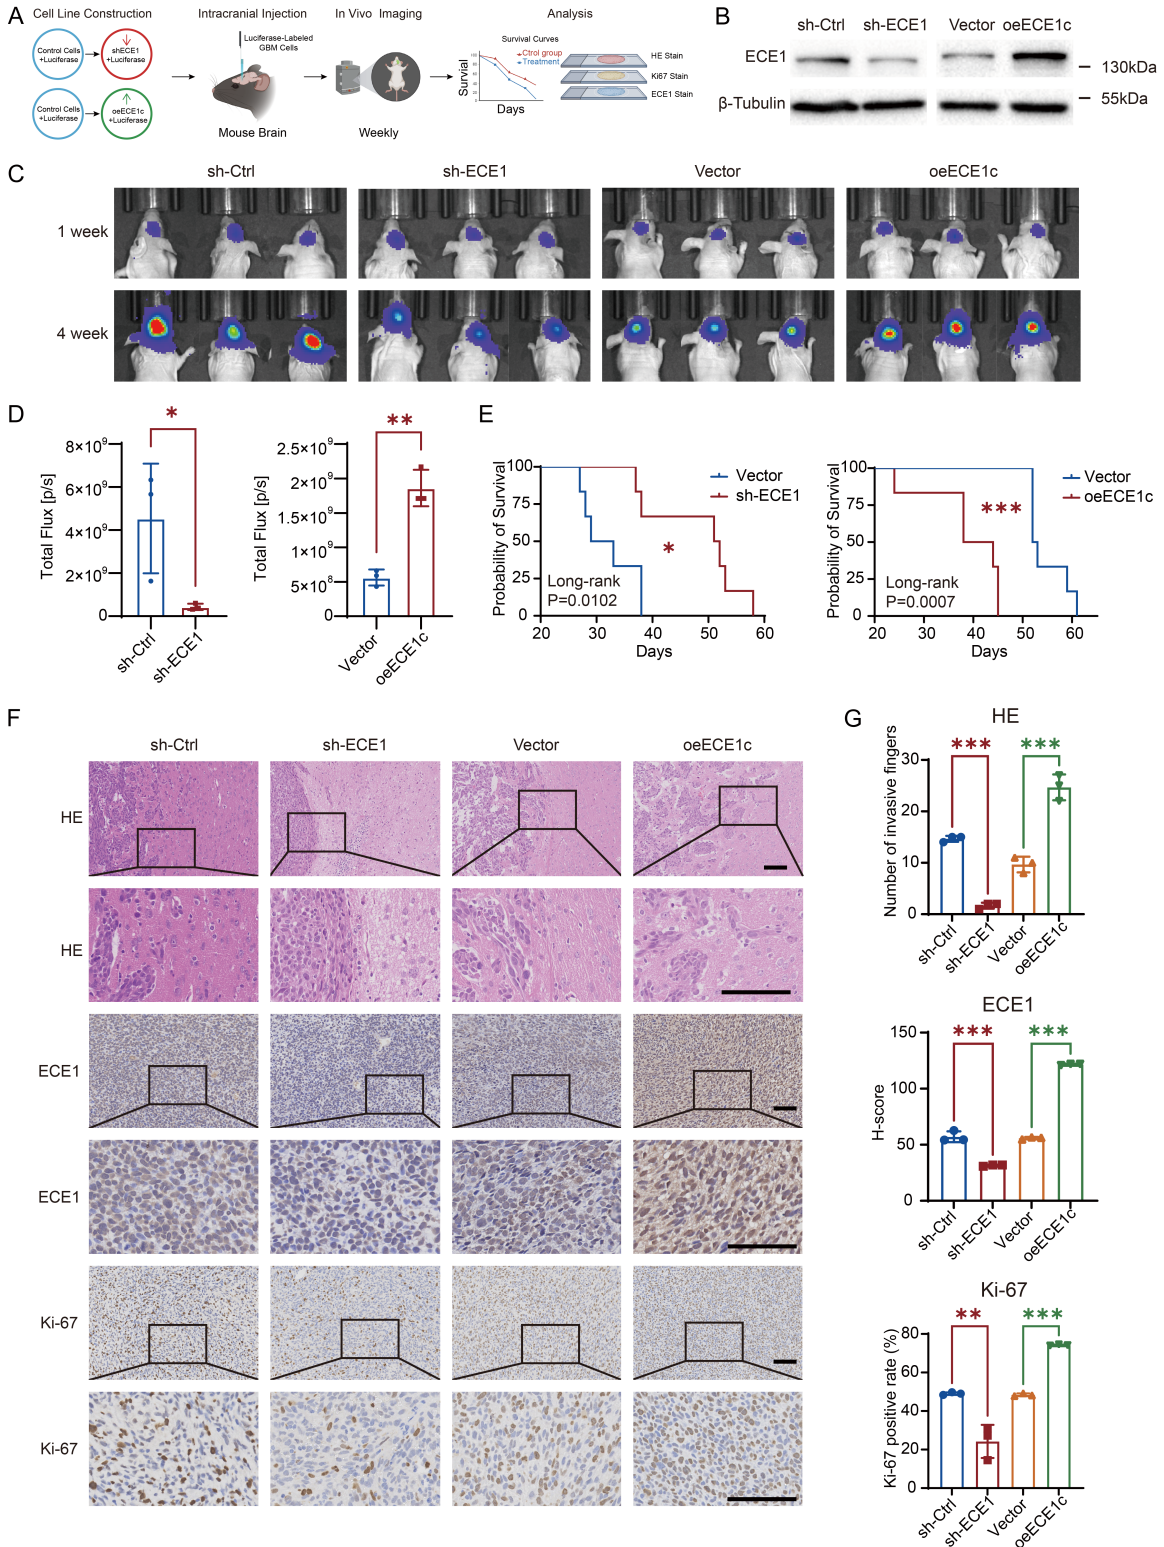 A
Cell Line Construction
Intracranial Injection
In Vivo Imaging
Analysis
Control Cells
+Luciferase
shECE1
+Luciferase
Control Cells
+Luciferase
oeECE1c
+Luciferase
Luciferase-Labeled
GBM Cells
Mouse Brain
Weekly
Survival Curves
Ctrol group
Treatment
Survial
Days
HE Stain
Ki67 Stain
ECE1 Stain
B
sh-Ctrl sh-ECE1 Vector oeECE1c
ECE1
130kDa
β-Tubulin
55kDa
C
sh-Ctrl sh-ECE1 Vector oeECE1c
1 week
4 week
D
*
Total Flux [p/s]
8×10⁹
6×10⁹
4×10⁹
2×10⁹
0
sh-Ctrl
sh-ECE1
**
Total Flux [p/s]
2.5×10⁹
2×10⁹
1.5×10⁹
1×10⁹
5×10⁸
0
Vector
oeECE1c
E
Probability of Survival
100
75
50
25
0
Vector
sh-ECE1
*
Long-rank
P=0.0102
20 30 40 50 60
Days
Probability of Survival
100
75
50
25
0
Vector
oeECE1c
***
Long-rank
P=0.0007
20 30 40 50 60
Days
F
sh-Ctrl sh-ECE1 Vector oeECE1c
HE
HE
ECE1
ECE1
Ki-67
Ki-67
G
HE
Number of invasive fingers
*** ***
30
20
10
0
sh-Ctrl
sh-ECE1
Vector
oeECE1c
ECE1
H-score
*** ***
150
100
50
0
sh-Ctrl
sh-ECE1
Vector
oeECE1c
Ki-67
Ki-67 positive rate (%)
** ***
80
60
40
20
0
sh-Ctrl
sh-ECE1
Vector
oeECE1c